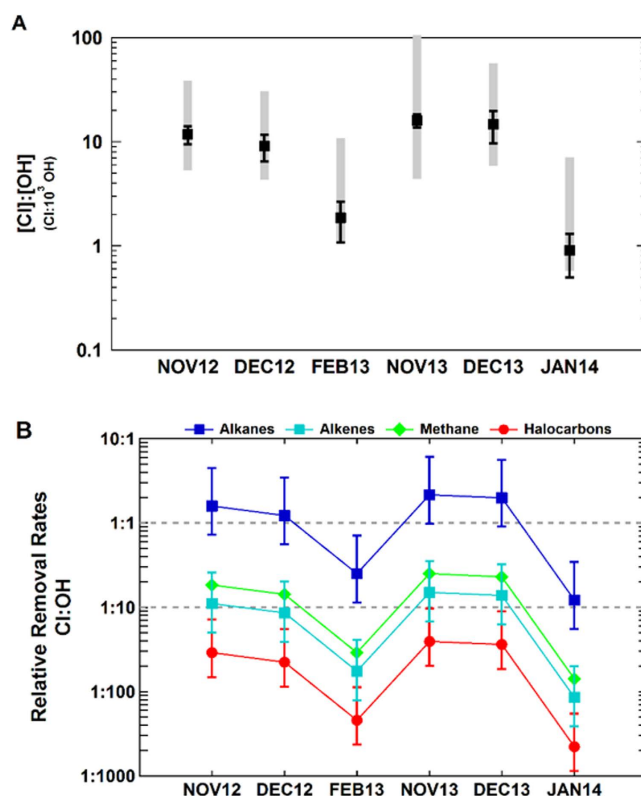 A
100
10
1
0.1
[Cl]:[OH]
(Cl:10³ OH)
NOV12 DEC12 FEB13 NOV13 DEC13 JAN14
B
Alkanes Alkenes Methane Halocarbons
10:1
1:1
1:10
1:100
1:1000
Relative Removal Rates
Cl:OH
NOV12 DEC12 FEB13 NOV13 DEC13 JAN14